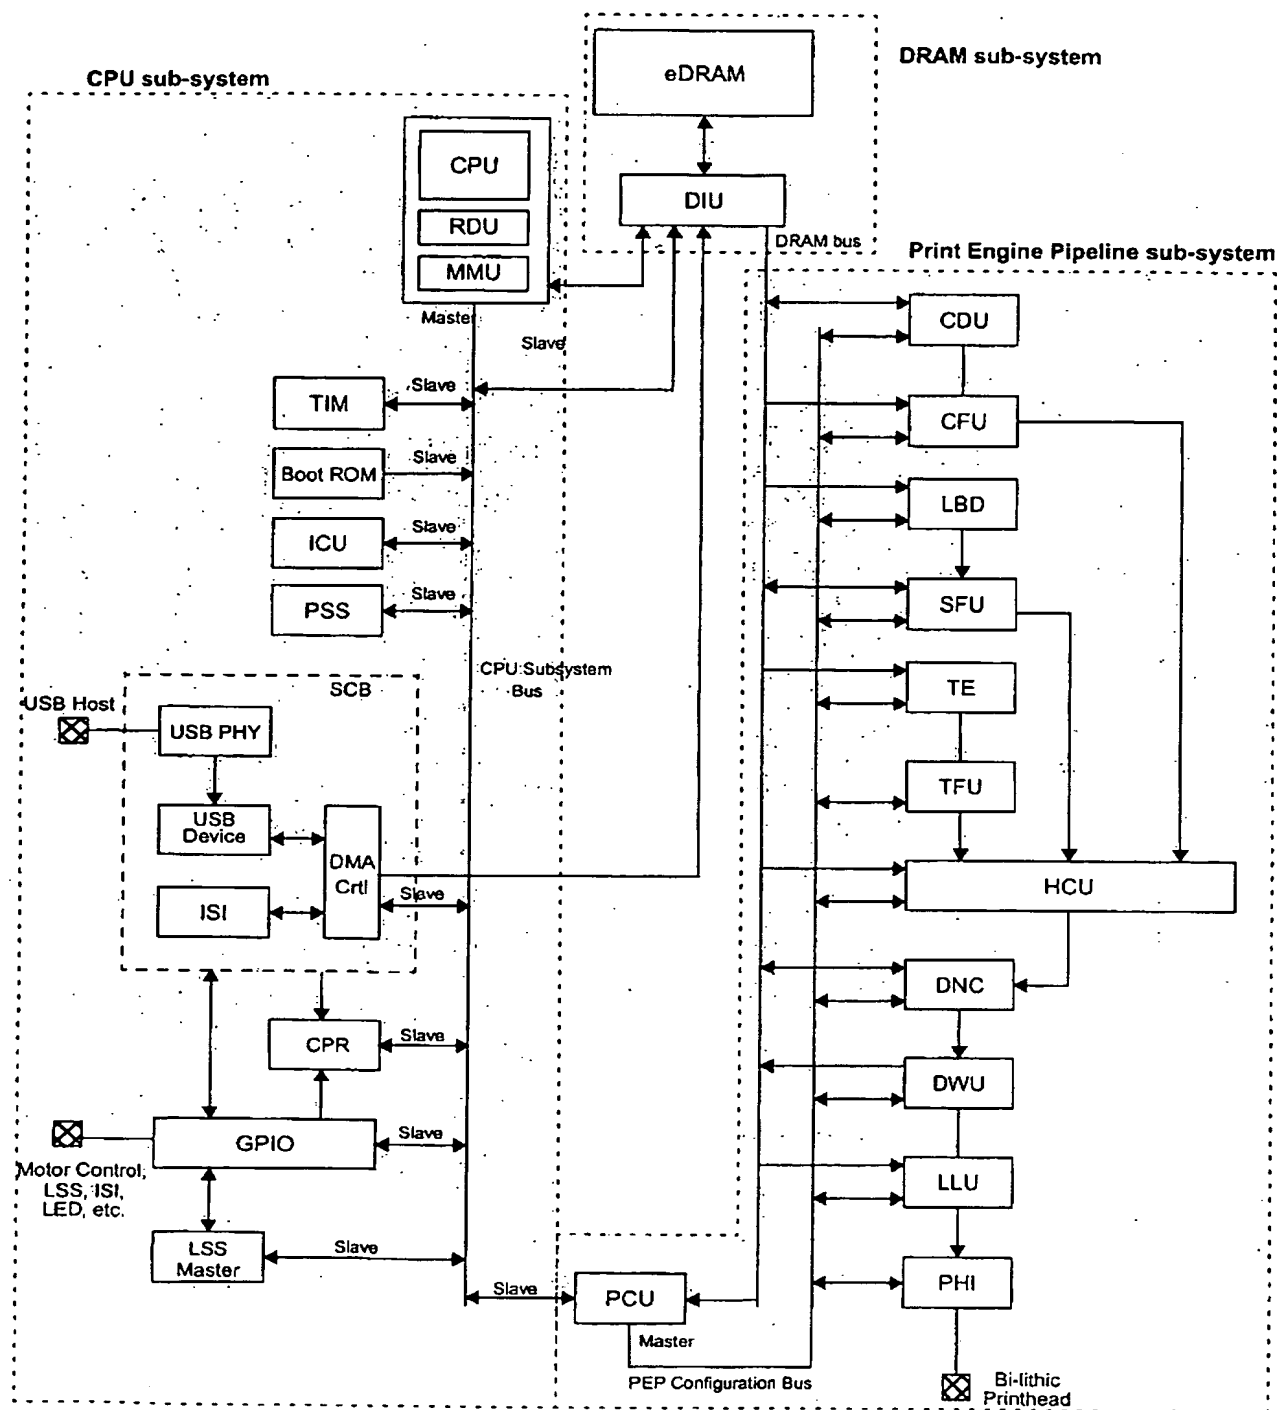 DRAM sub-system
CPU sub-system
eDRAM
CPU
RDU
MMU
DIU
DRAM bus
Print Engine Pipeline sub-system
Master
Slave
CDU
TIM
Slave
CFU
Boot ROM
Slave
LBD
ICU
Slave
PSS
Slave
SFU
CPU Subsystem
Bus
SCB
TE
USB Host
USB PHY
TFU
USB
Device
DMA
Crtl
Slave
HCU
ISI
DNC
CPR
Slave
DWU
GPIO
Slave
Motor Control,
LSS, ISI,
LED, etc.
LLU
LSS
Master
Slave
Slave
PCU
PHI
Master
PEP Configuration Bus
Bi-lithic
Printhead